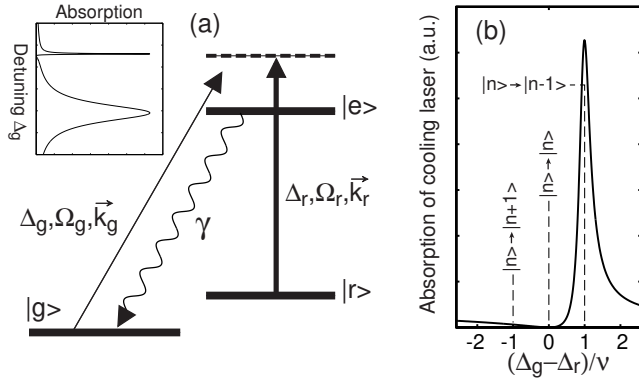 Absorption
Detuning Δg
(a)
|e>
Δg,Ωg,k⃗g
γ
Δr,Ωr,k⃗r
|g>
|r>
(b)
Absorption of cooling laser (a.u.)
|n>→|n-1>
|n>→|n>
|n>→|n+1>
-2 -1 0 1 2
(Δg–Δr)/ν